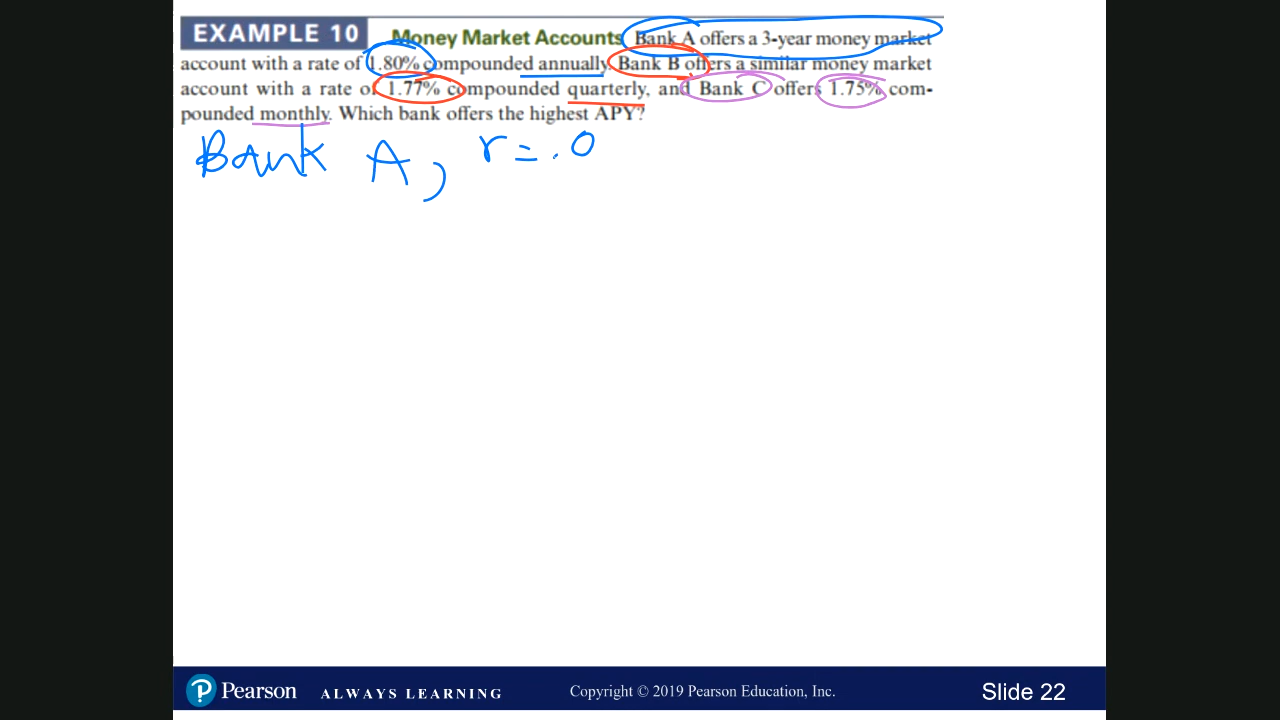 EXAMPLE 10 Money Market Accounts Bank A offers a 3-year money market
account with a rate of 1.80% compounded annually. Bank B offers a similar money market
account with a rate of 1.77% compounded quarterly, and Bank C offers 1.75% com-
pounded monthly. Which bank offers the highest APY?
Bank A, r = .0
Pearson ALWAYS LEARNING Copyright © 2019 Pearson Education, Inc. Slide 22